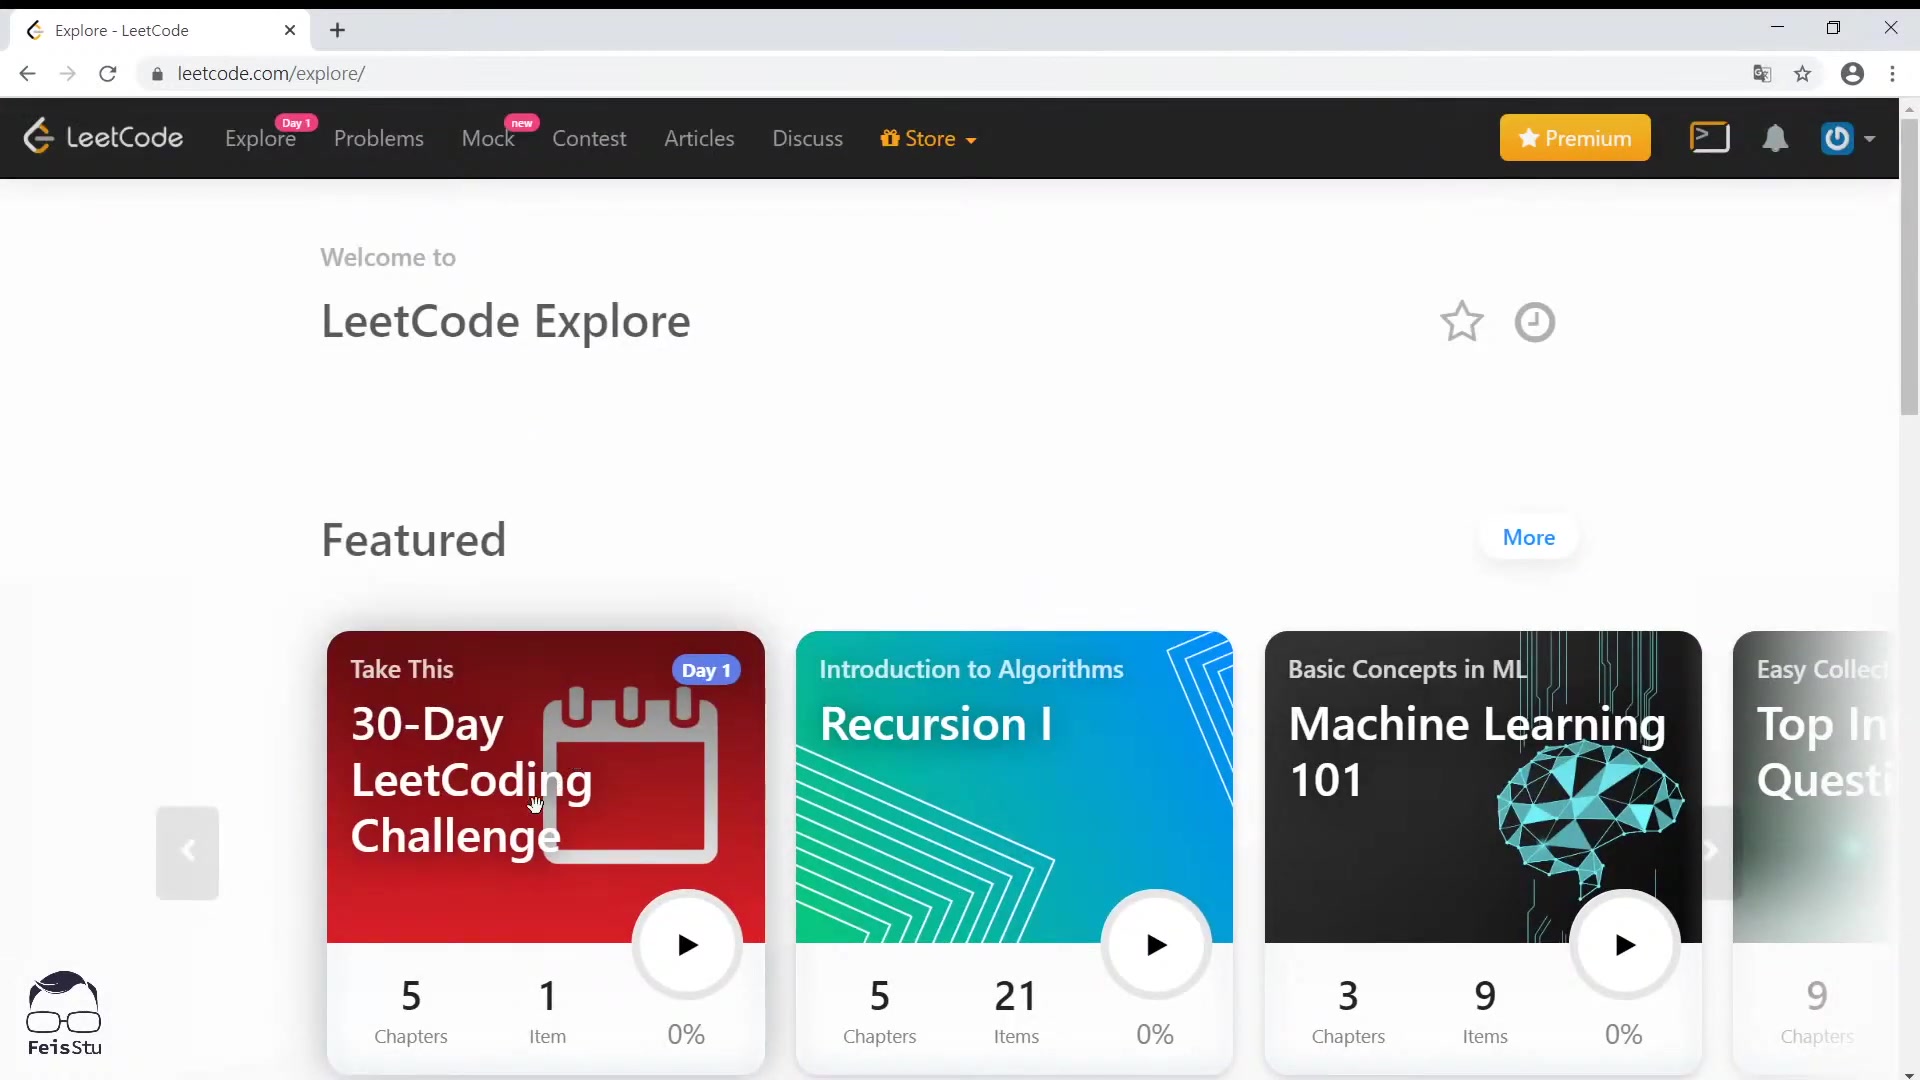 Explore - LeetCode
leetcode.com/explore/
LeetCode
Explore
Day 1
Problems
Mock
new
Contest
Articles
Discuss
Store
Premium
Welcome to
LeetCode Explore
Featured
More
Take This
Day 1
30-Day
LeetCoding
Challenge
5
Chapters
1
Item
0%
Introduction to Algorithms
Recursion I
5
Chapters
21
Items
0%
Basic Concepts in ML
Machine Learning
101
3
Chapters
9
Items
0%
Easy Collec
Top In
Questi
9
Chapters
FeisStu